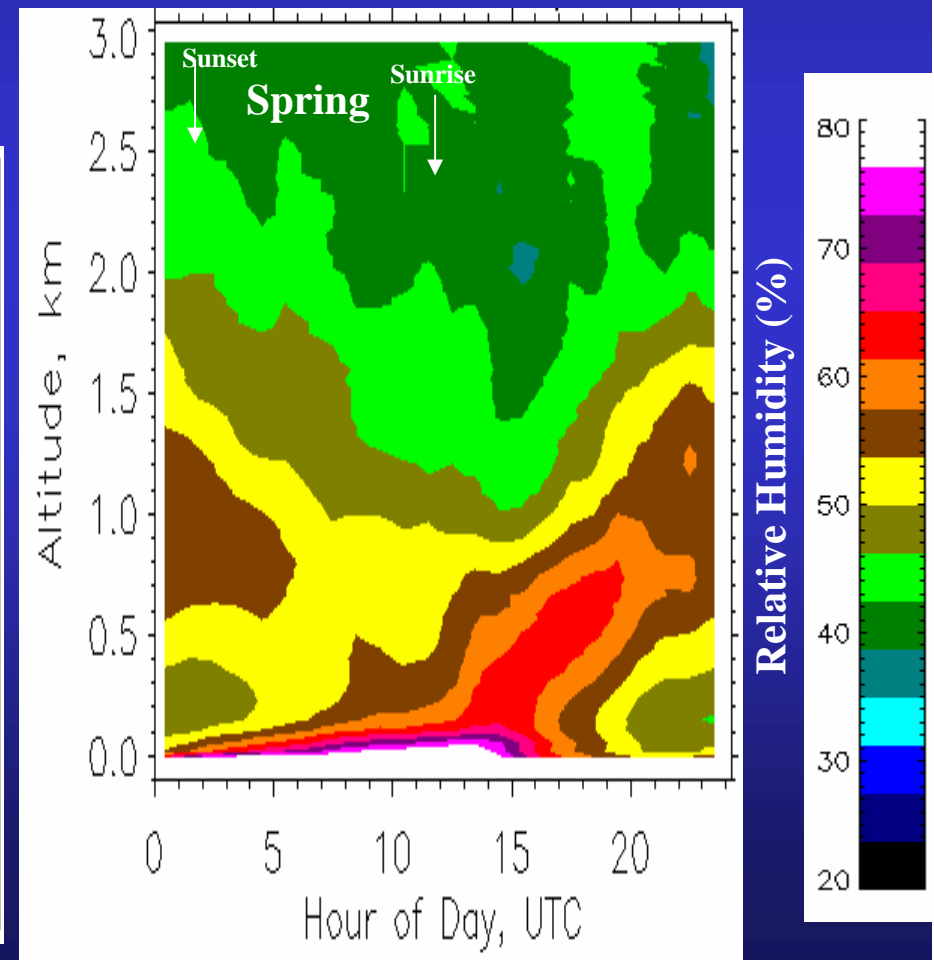 3.0
2.5
2.0
1.5
1.0
0.5
0.0
Altitude, km
Sunset
Spring
Sunrise
0 5 10 15 20
Hour of Day, UTC
Relative Humidity (%)
80
70
60
50
40
30
20